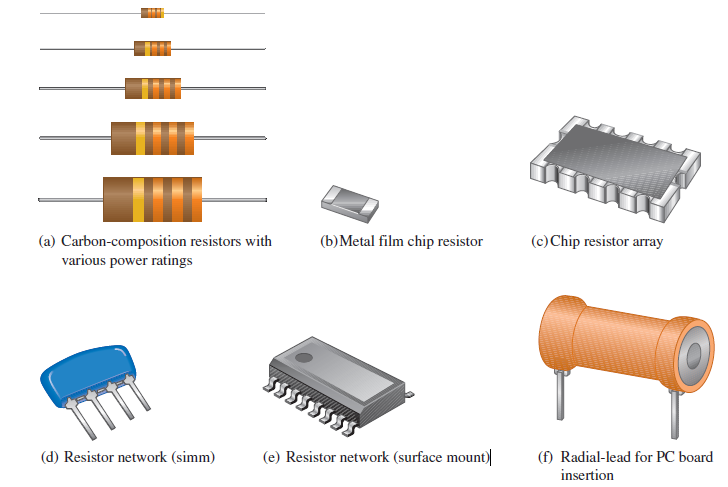 (a) Carbon-composition resistors with
various power ratings
(b)Metal film chip resistor
(c)Chip resistor array
(d) Resistor network (simm)
(e) Resistor network (surface mount)
(f) Radial-lead for PC board
insertion